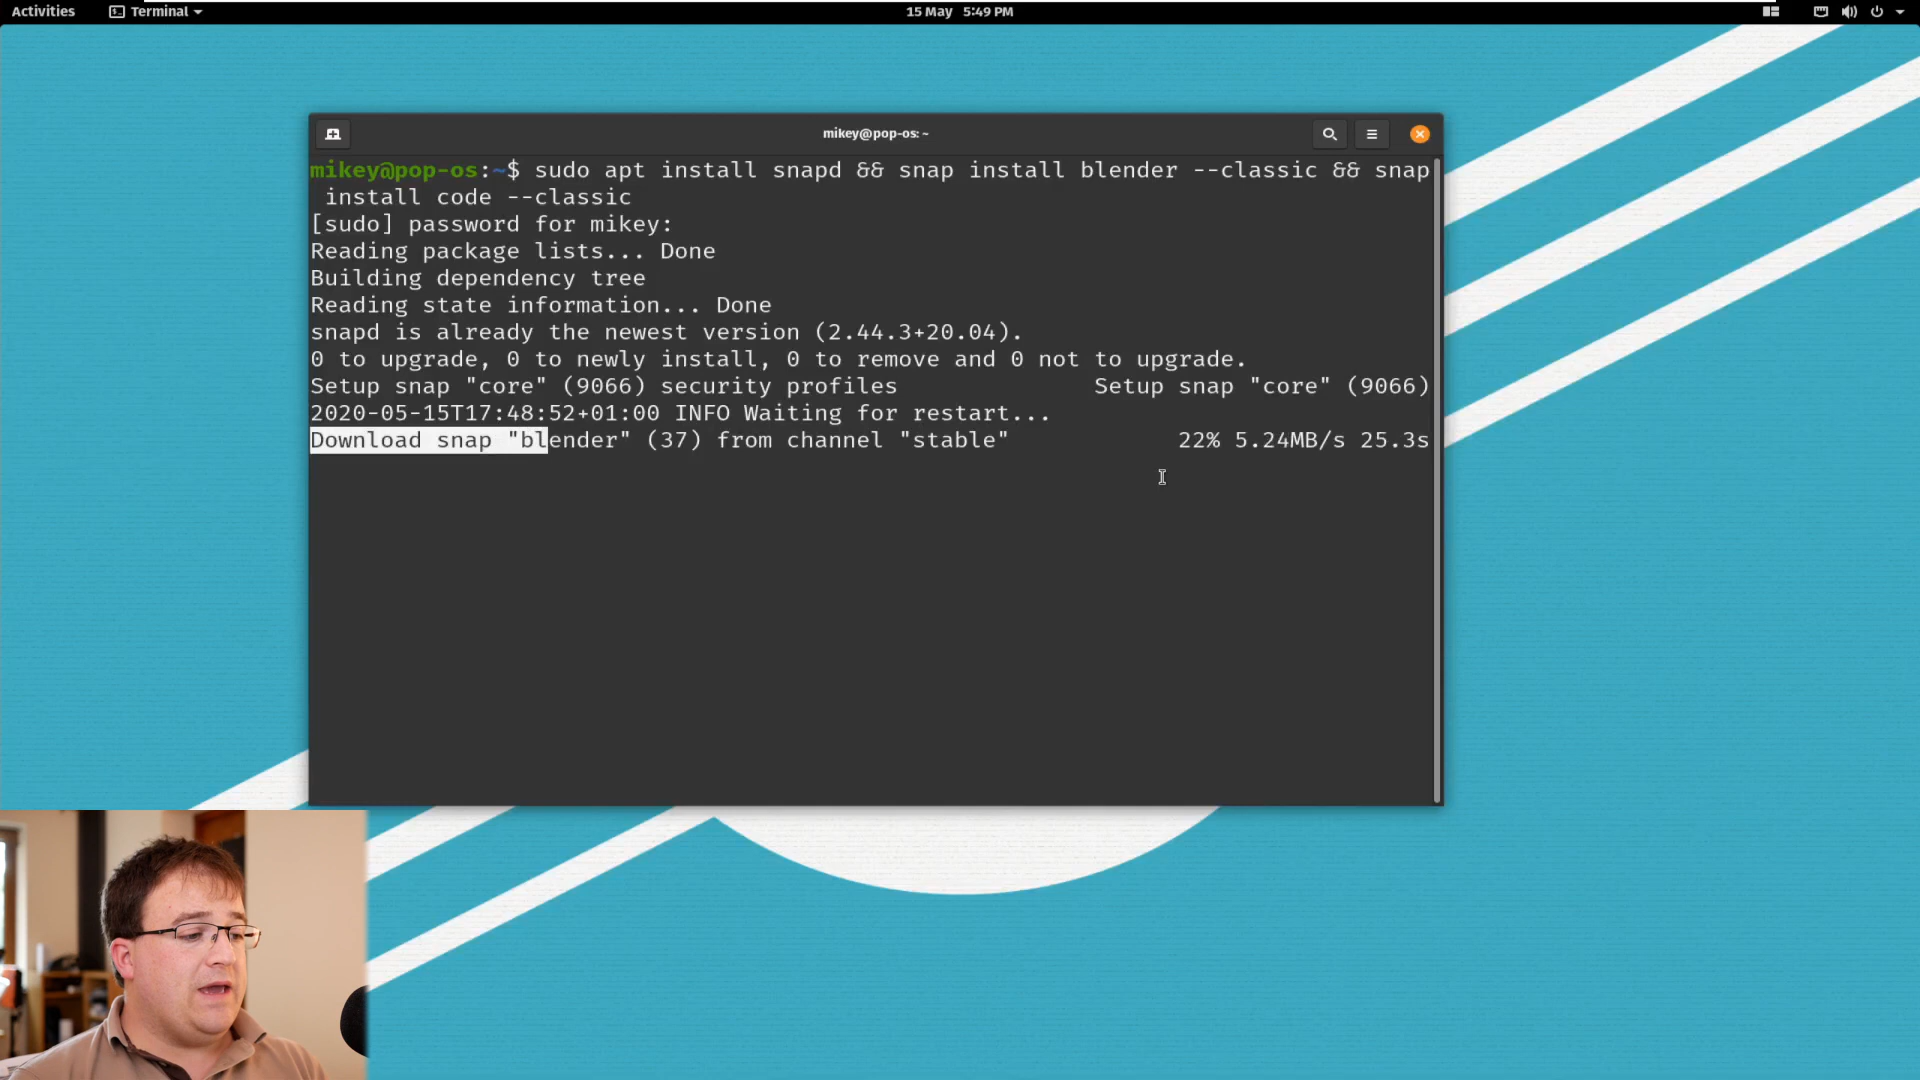 Activities Terminal 15 May 5:49 PM
mikey@pop-os: ~
mikey@pop-os:~$ sudo apt install snapd && snap install blender --classic && snap
install code --classic
[sudo] password for mikey:
Reading package lists... Done
Building dependency tree
Reading state information... Done
snapd is already the newest version (2.44.3+20.04).
0 to upgrade, 0 to newly install, 0 to remove and 0 not to upgrade.
Setup snap "core" (9066) security profiles Setup snap "core" (9066)
2020-05-15T17:48:52+01:00 INFO Waiting for restart...
Download snap "blender" (37) from channel "stable" 22% 5.24MB/s 25.3s